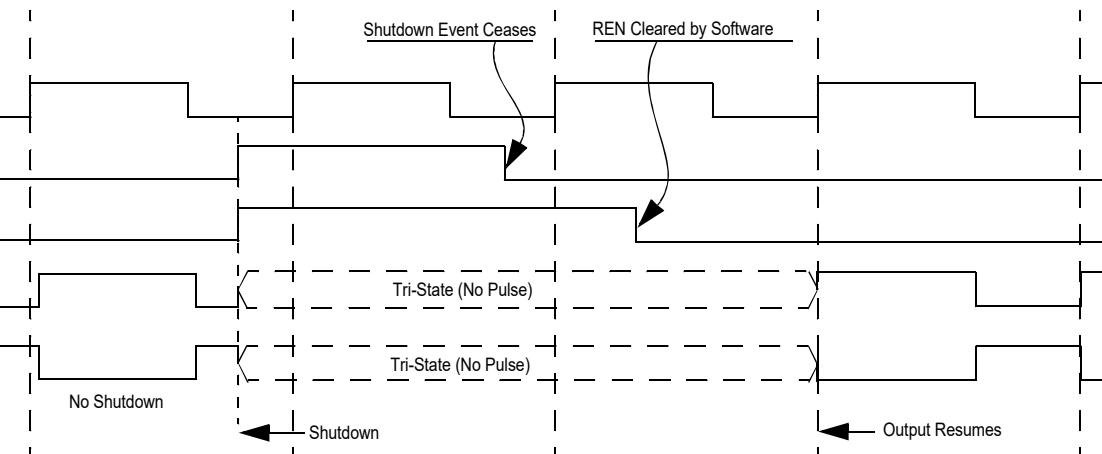 Shutdown Event Ceases
REN Cleared by Software
Tri-State (No Pulse)
Tri-State (No Pulse)
No Shutdown
Shutdown
Output Resumes